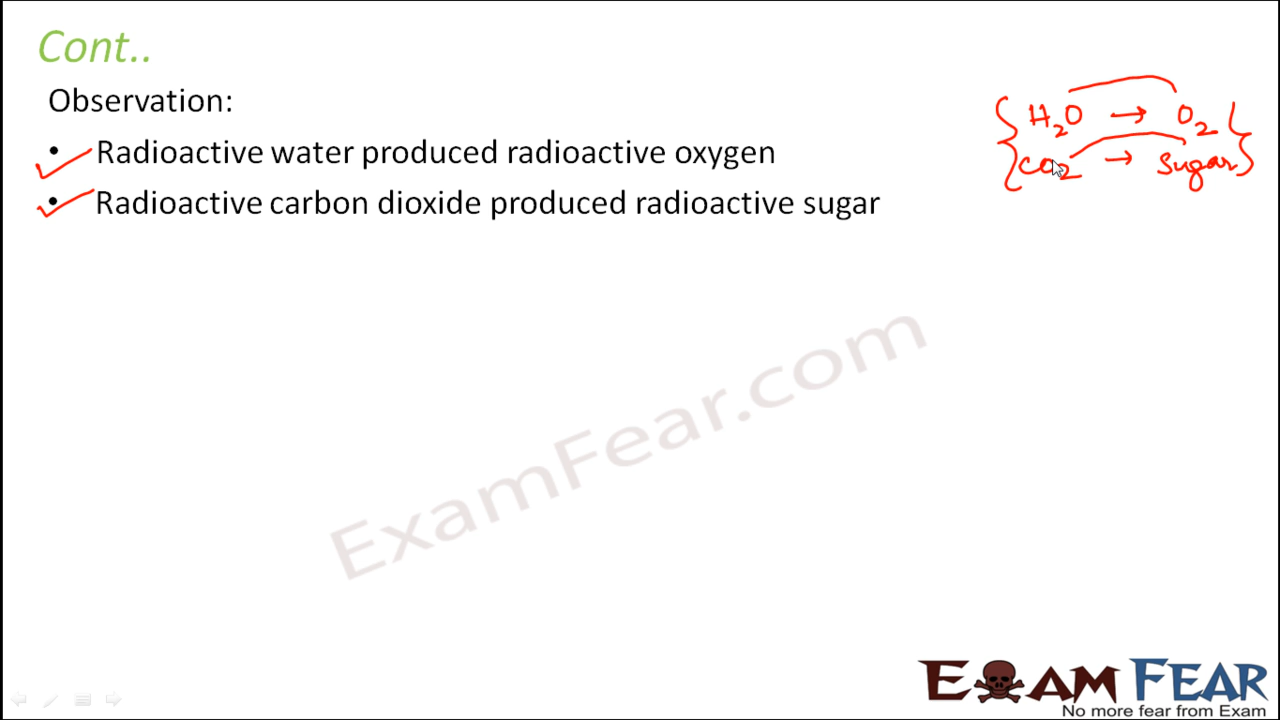 Cont..
Observation:
• Radioactive water produced radioactive oxygen
• Radioactive carbon dioxide produced radioactive sugar
H₂O → O₂
CO₂ → Sugar
ExamFear.com
EXAM FEAR
No more fear from Exam